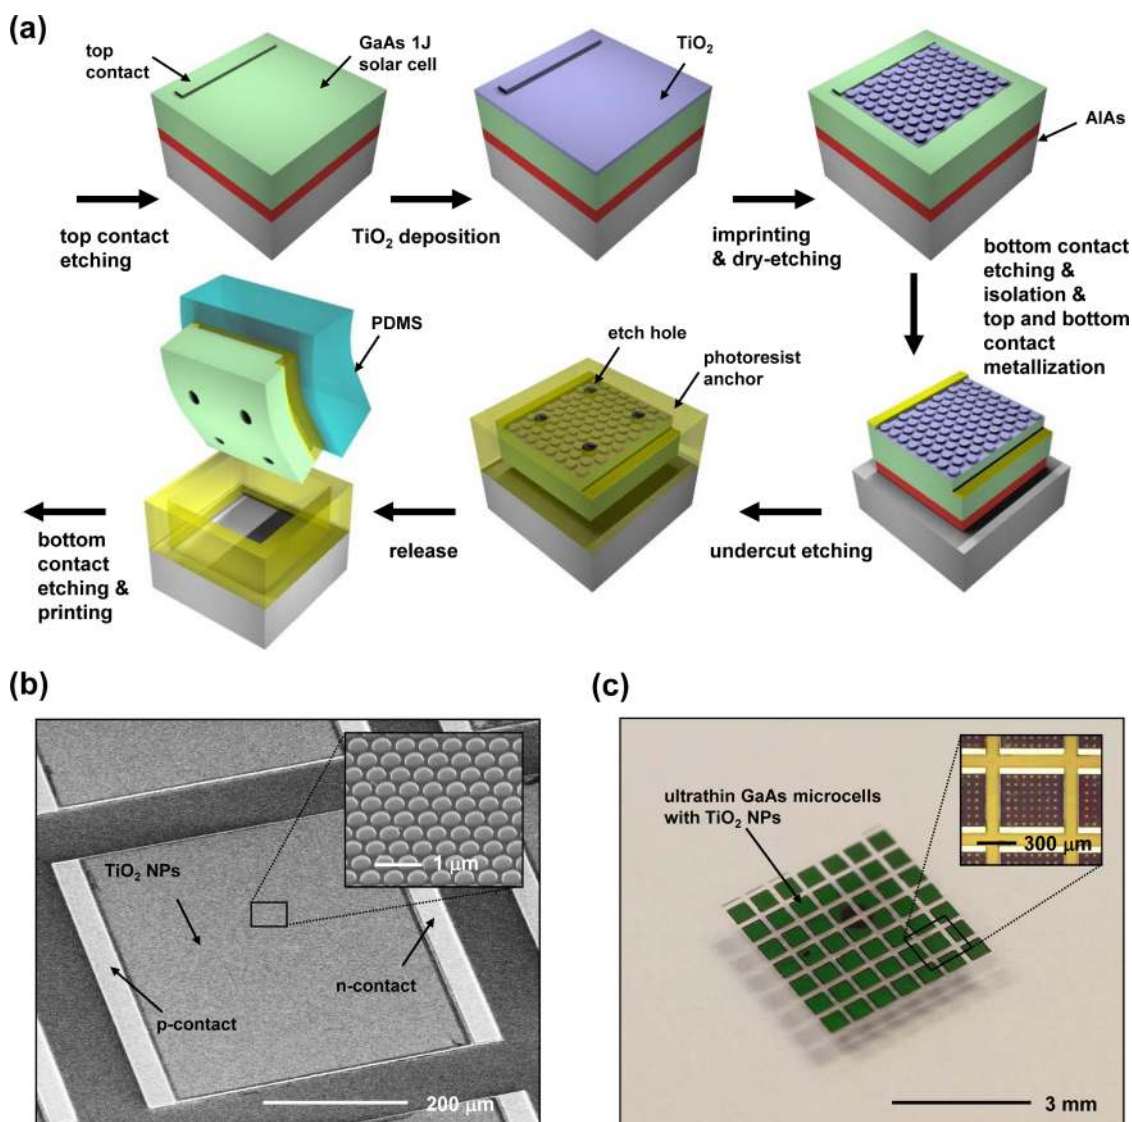 (a)
top
contact
GaAs 1J
solar cell
TiO₂
AlAs
top contact
etching
TiO₂ deposition
imprinting
& dry-etching
bottom contact
etching &
isolation &
top and bottom
contact
metallization
PDMS
etch hole
photoresist
anchor
bottom
contact
etching &
printing
release
undercut etching
(b)
TiO₂ NPs
1 μm
n-contact
p-contact
200 μm
(c)
ultrathin GaAs microcells
with TiO₂ NPs
300 μm
3 mm